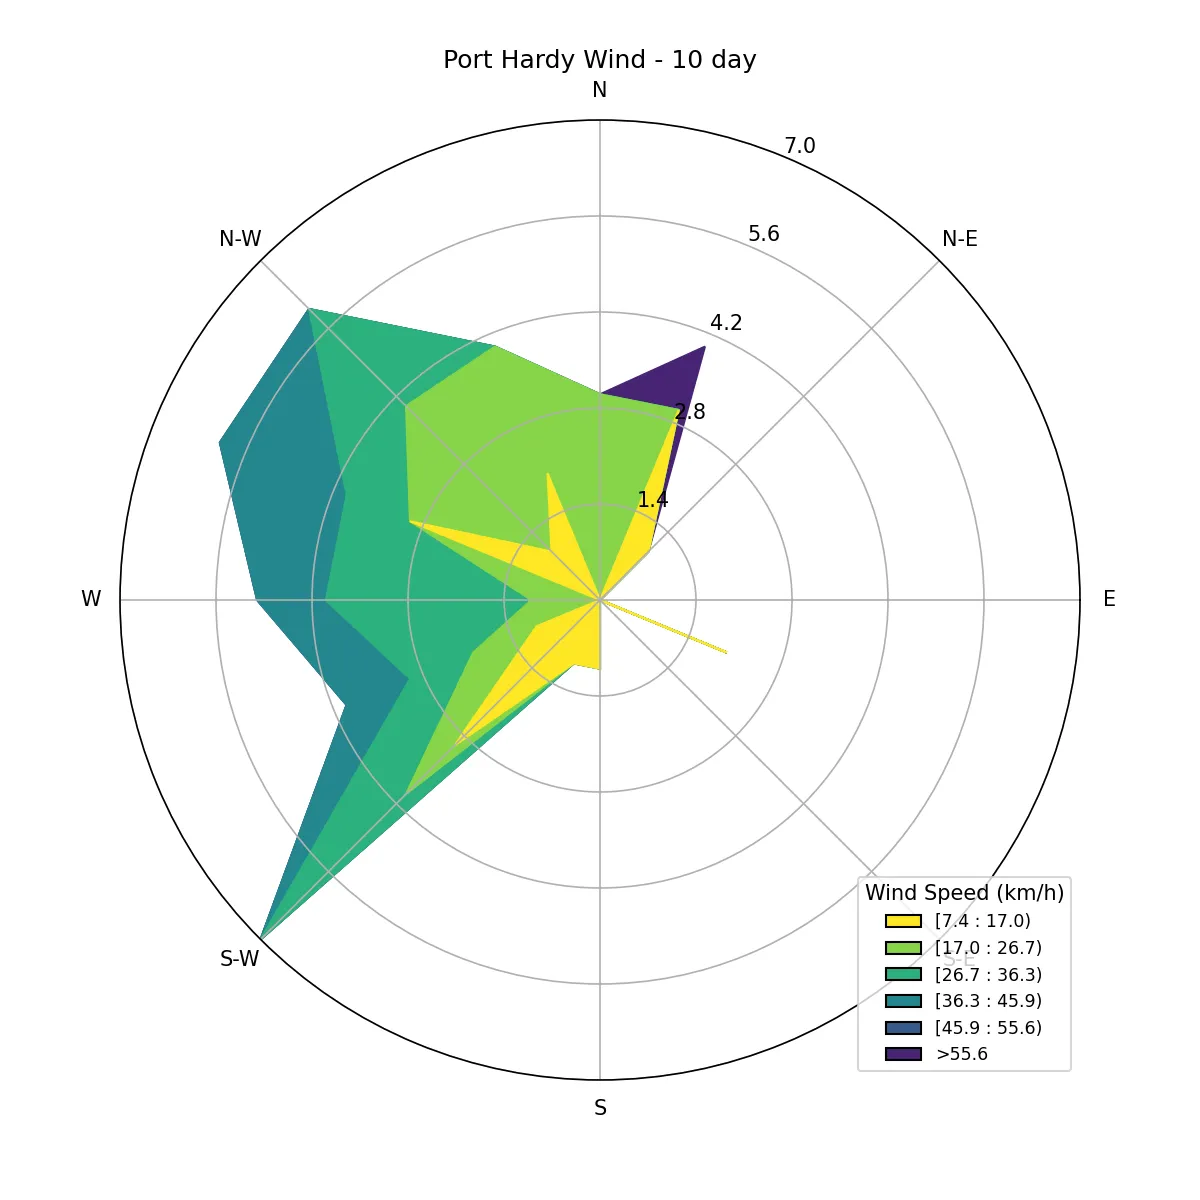 Port Hardy Wind - 10 day
N
7.0
N-W
N-E
5.6
4.2
2.8
1.4
W
E
S-W
S-E
S
Wind Speed (km/h)
[7.4 : 17.0)
[17.0 : 26.7)
[26.7 : 36.3)
[36.3 : 45.9)
[45.9 : 55.6)
>55.6